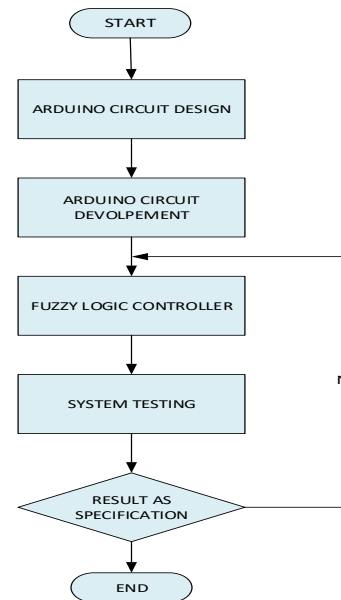 START
ARDUINO CIRCUIT DESIGN
ARDUINO CIRCUIT
DEVOLPEMENT
FUZZY LOGIC CONTROLLER
SYSTEM TESTING
RESULT AS
SPECIFICATION
END